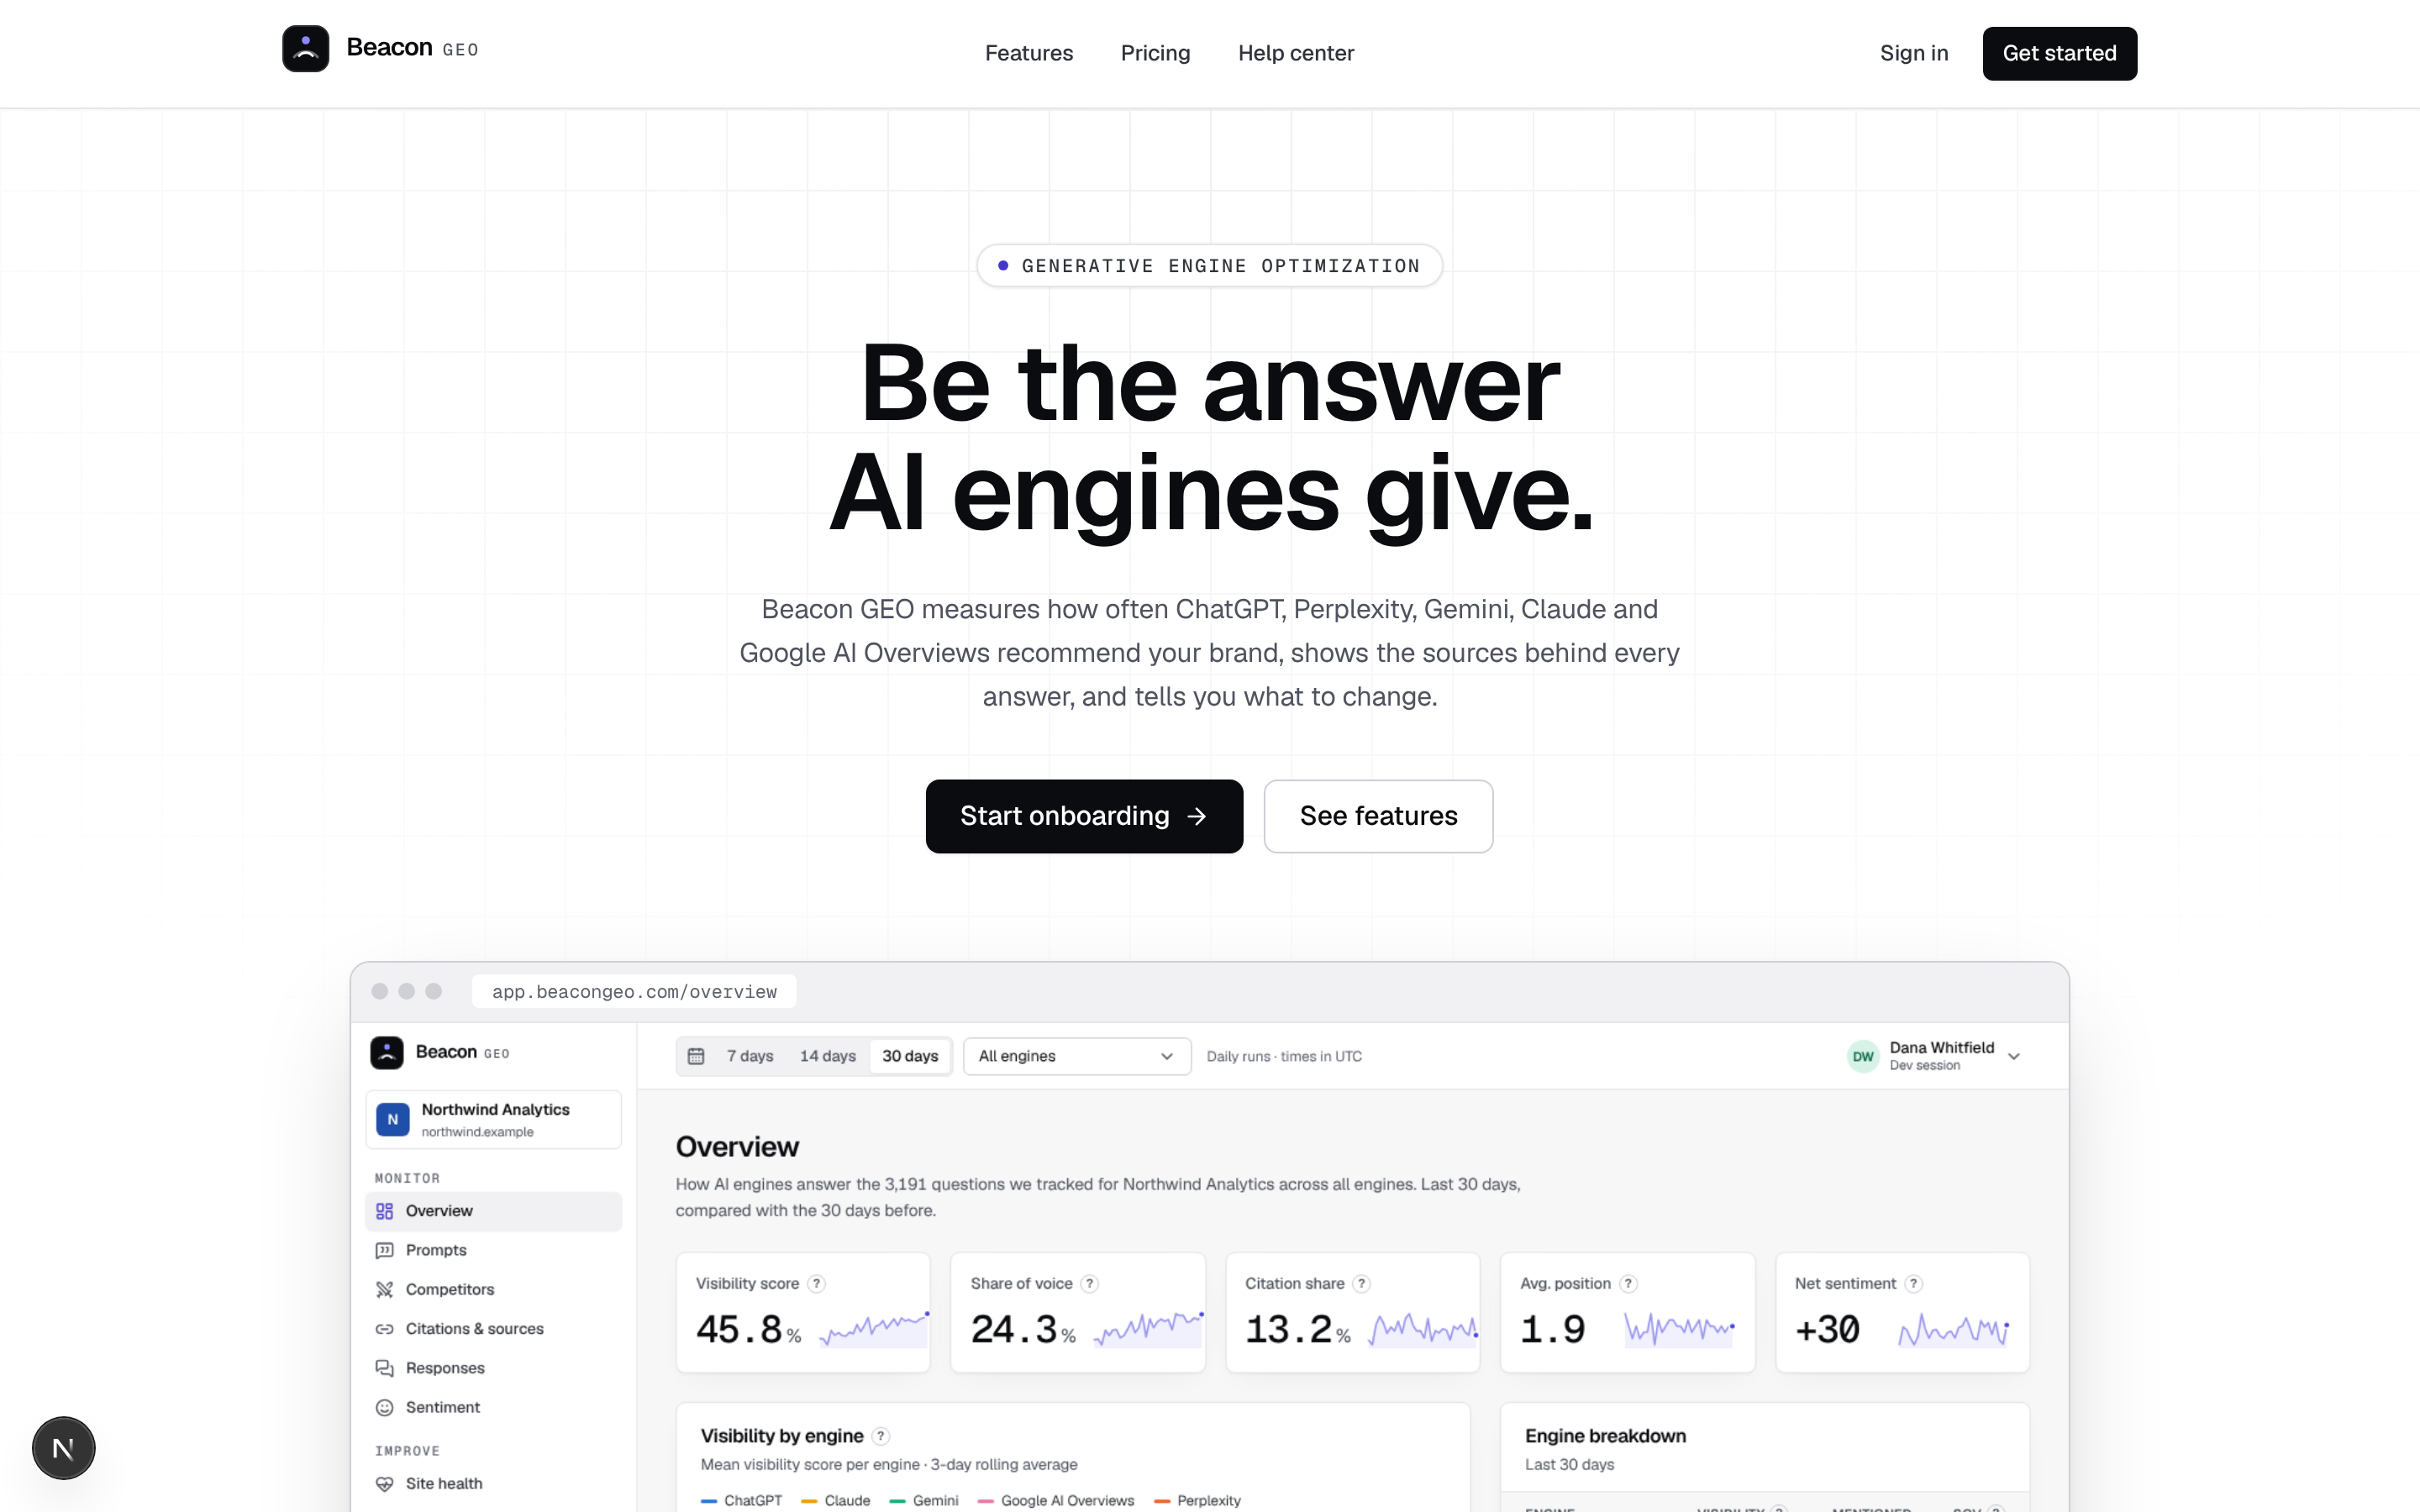 Beacon GEO
Features
Pricing
Help center
Sign in
Get started
GENERATIVE ENGINE OPTIMIZATION
Be the answer
AI engines give.
Beacon GEO measures how often ChatGPT, Perplexity, Gemini, Claude and
Google AI Overviews recommend your brand, shows the sources behind every
answer, and tells you what to change.
Start onboarding →
See features
app.beacongeo.com/overview
Beacon GEO
7 days
14 days
30 days
All engines
Daily runs · times in UTC
DW
Dana Whitfield
Dev session
N
Northwind Analytics
northwind.example
MONITOR
Overview
Prompts
Competitors
Citations & sources
Responses
Sentiment
IMPROVE
Site health
Overview
How AI engines answer the 3,191 questions we tracked for Northwind Analytics across all engines. Last 30 days,
compared with the 30 days before.
Visibility score ?
45.8%
Share of voice ?
24.3%
Citation share ?
13.2%
Avg. position ?
1.9
Net sentiment ?
+30
Visibility by engine ?
Mean visibility score per engine · 3-day rolling average
ChatGPT
Claude
Gemini
Google AI Overviews
Perplexity
Engine breakdown
Last 30 days
ENGINE
VISIBILITY ?
MENTIONED
SOV ?
N